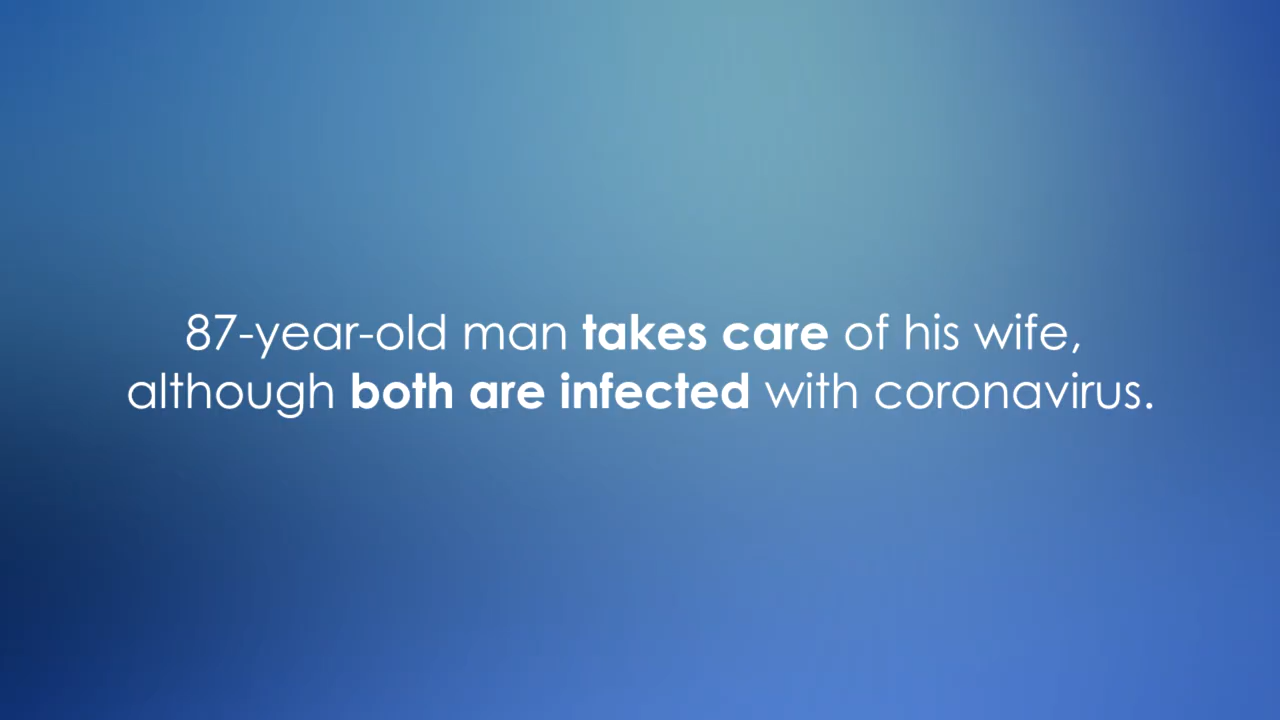 87-year-old man takes care of his wife,
although both are infected with coronavirus.